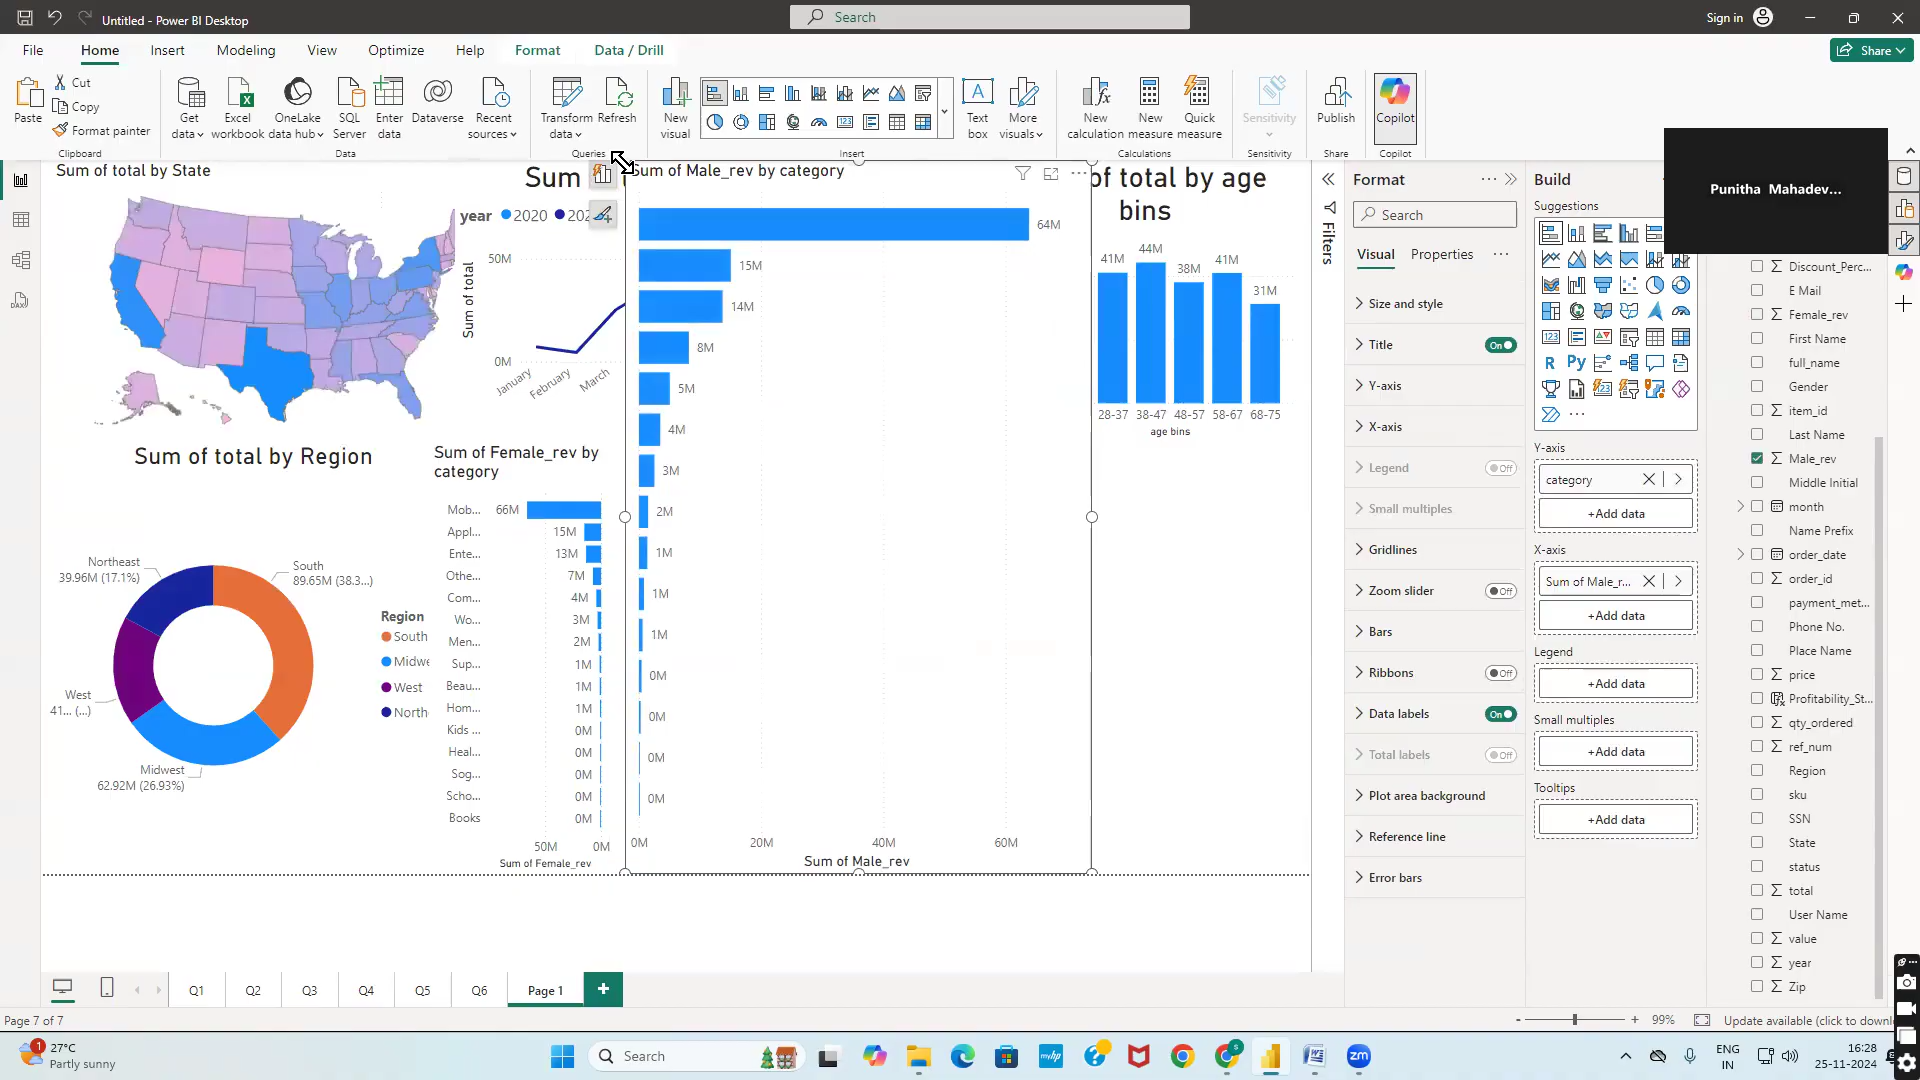 Untitled - Power BI Desktop
Search
Sign in
File
Home
Insert
Modeling
View
Optimize
Help
Format
Data / Drill
Share
Paste
Cut
Copy
Format painter
Get data
Excel workbook
OneLake data hub
SQL Server
Enter data
Dataverse
Recent sources
Transform data
Refresh
New visual
Text box
More visuals
New calculation
New measure
Quick measure
Sensitivity
Publish
Copilot
Clipboard
Data
Queries
Insert
Calculations
Sensitivity
Share
Copilot
Punitha Mahadev...
Sum of total by State
Sum
year
2020
50M
0M
Sum of total
January
February
March
Sum of Male_rev by category
64M
15M
14M
8M
5M
4M
3M
2M
1M
1M
1M
0M
0M
0M
0M
0M
20M
40M
60M
Sum of Male_rev
of total by age
bins
41M
44M
38M
41M
31M
28-37
38-47
48-57
58-67
68-75
age bins
Sum of total by Region
Northeast
39.96M (17.1%)
South
89.65M (38.3...)
West
41... (...)
Midwest
62.92M (26.93%)
Region
South
Midwe
West
North
Sum of Female_rev by
category
Mob... 66M
Appl... 15M
Ente... 13M
Othe... 7M
Com... 4M
Wo... 3M
Men... 2M
Sup... 1M
Beau... 1M
Hom... 1M
Kids ... 0M
Heal... 0M
Sog... 0M
Scho... 0M
Books 0M
50M
0M
Sum of Female_rev
Filters
Format
Search
Visual
Properties
Size and style
Title
On
Y-axis
X-axis
Legend
Off
Small multiples
Gridlines
Zoom slider
Off
Bars
Ribbons
Off
Data labels
On
Total labels
Off
Plot area background
Reference line
Error bars
Build
Suggestions
R
Py
Y-axis
category
+Add data
X-axis
Sum of Male_r...
+Add data
Legend
+Add data
Small multiples
+Add data
Tooltips
+Add data
Discount_Perc...
E Mail
Female_rev
First Name
full_name
Gender
item_id
Last Name
Male_rev
Middle Initial
month
Name Prefix
order_date
order_id
payment_met...
Phone No.
Place Name
price
Profitability_St...
qty_ordered
ref_num
Region
sku
SSN
State
status
total
User Name
value
year
Zip
Q1
Q2
Q3
Q4
Q5
Q6
Page 1
Page 7 of 7
99%
Update available (click to downl
1
27°C
Partly sunny
Search
zm
ENG
IN
16:28
25-11-2024